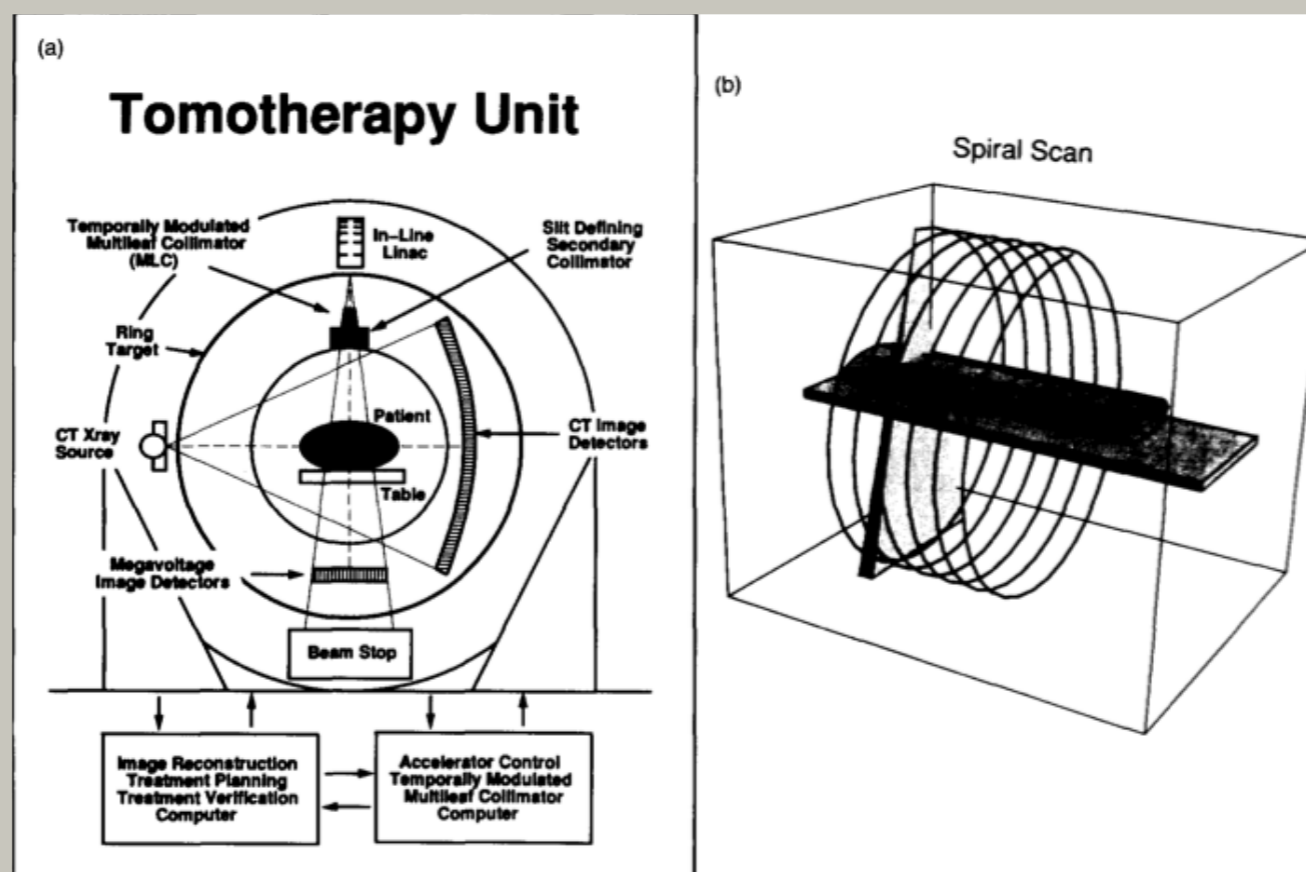 (a)
Tomotherapy Unit
Temporally Modulated
Multileaf Collimator
(MLC)
In-Line
Linac
Slit Defining
Secondary
Collimator
Ring
Target
CT Xray
Source
Patient
Table
CT Image
Detectors
Megavoltage
Image Detectors
Beam Stop
Image Reconstruction
Treatment Planning
Treatment Verification
Computer
Accelerator Control
Temporally Modulated
Multileaf Collimator
Computer
(b)
Spiral Scan